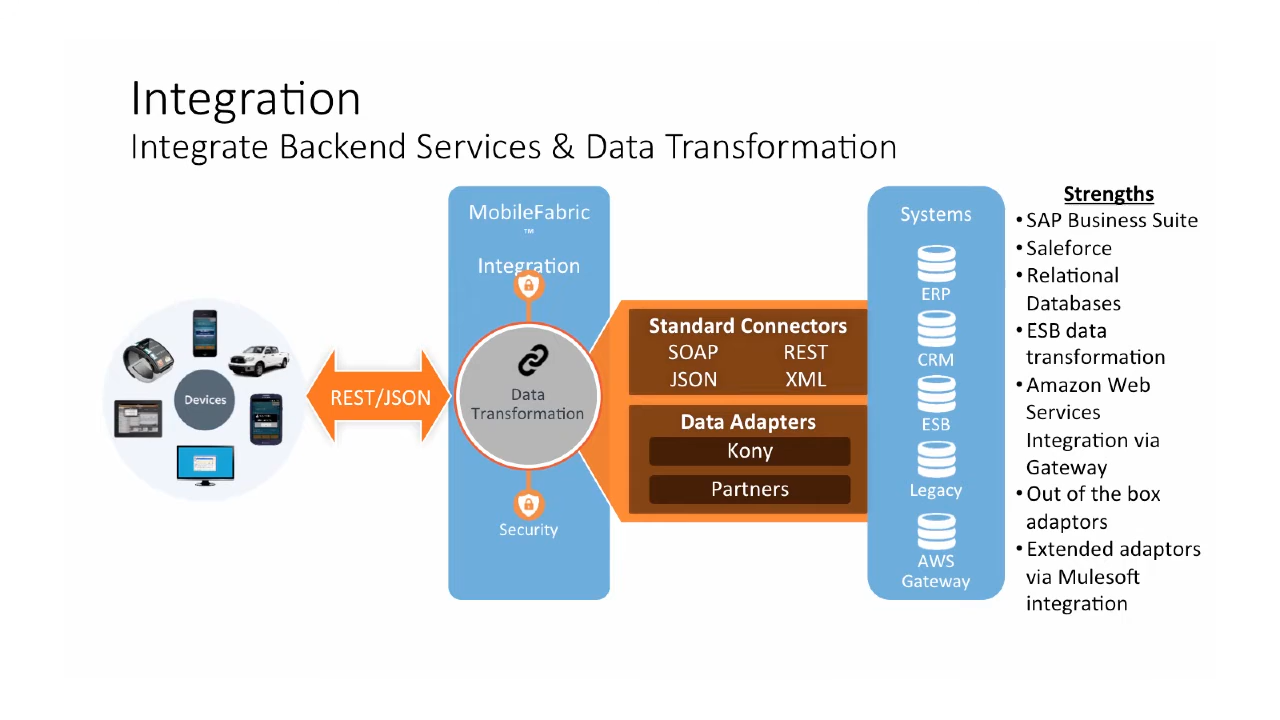 Integration
Integrate Backend Services & Data Transformation
Devices
REST/JSON
MobileFabric
™
Integration
Data
Transformation
Security
Standard Connectors
SOAP REST
JSON XML
Data Adapters
Kony
Partners
Systems
ERP
CRM
ESB
Legacy
AWS
Gateway
Strengths
• SAP Business Suite
• Saleforce
• Relational
Databases
• ESB data
transformation
• Amazon Web
Services
Integration via
Gateway
• Out of the box
adaptors
• Extended adaptors
via Mulesoft
integration